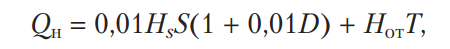 Qн = 0,01HₛS(1 + 0,01D) + HотT,